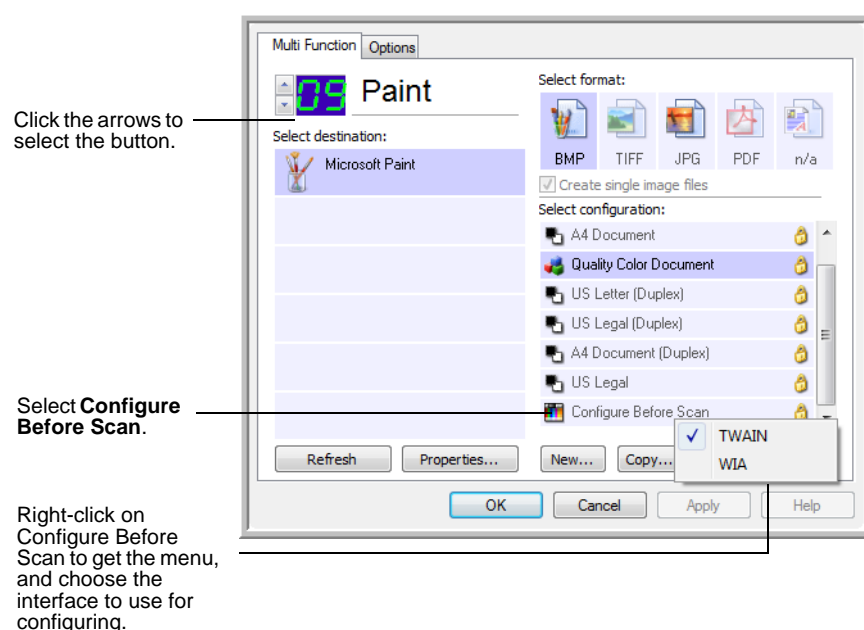 Multi Function Options
09 Paint
Click the arrows to
select the button.
Select destination:
Microsoft Paint
Select format:
BMP TIFF JPG PDF n/a
Create single image files
Select configuration:
A4 Document
Quality Color Document
US Letter (Duplex)
US Legal (Duplex)
A4 Document (Duplex)
US Legal
Configure Before Scan
Select Configure
Before Scan.
TWAIN
WIA
Refresh Properties... New... Copy...
OK Cancel Apply Help
Right-click on
Configure Before
Scan to get the menu,
and choose the
interface to use for
configuring.